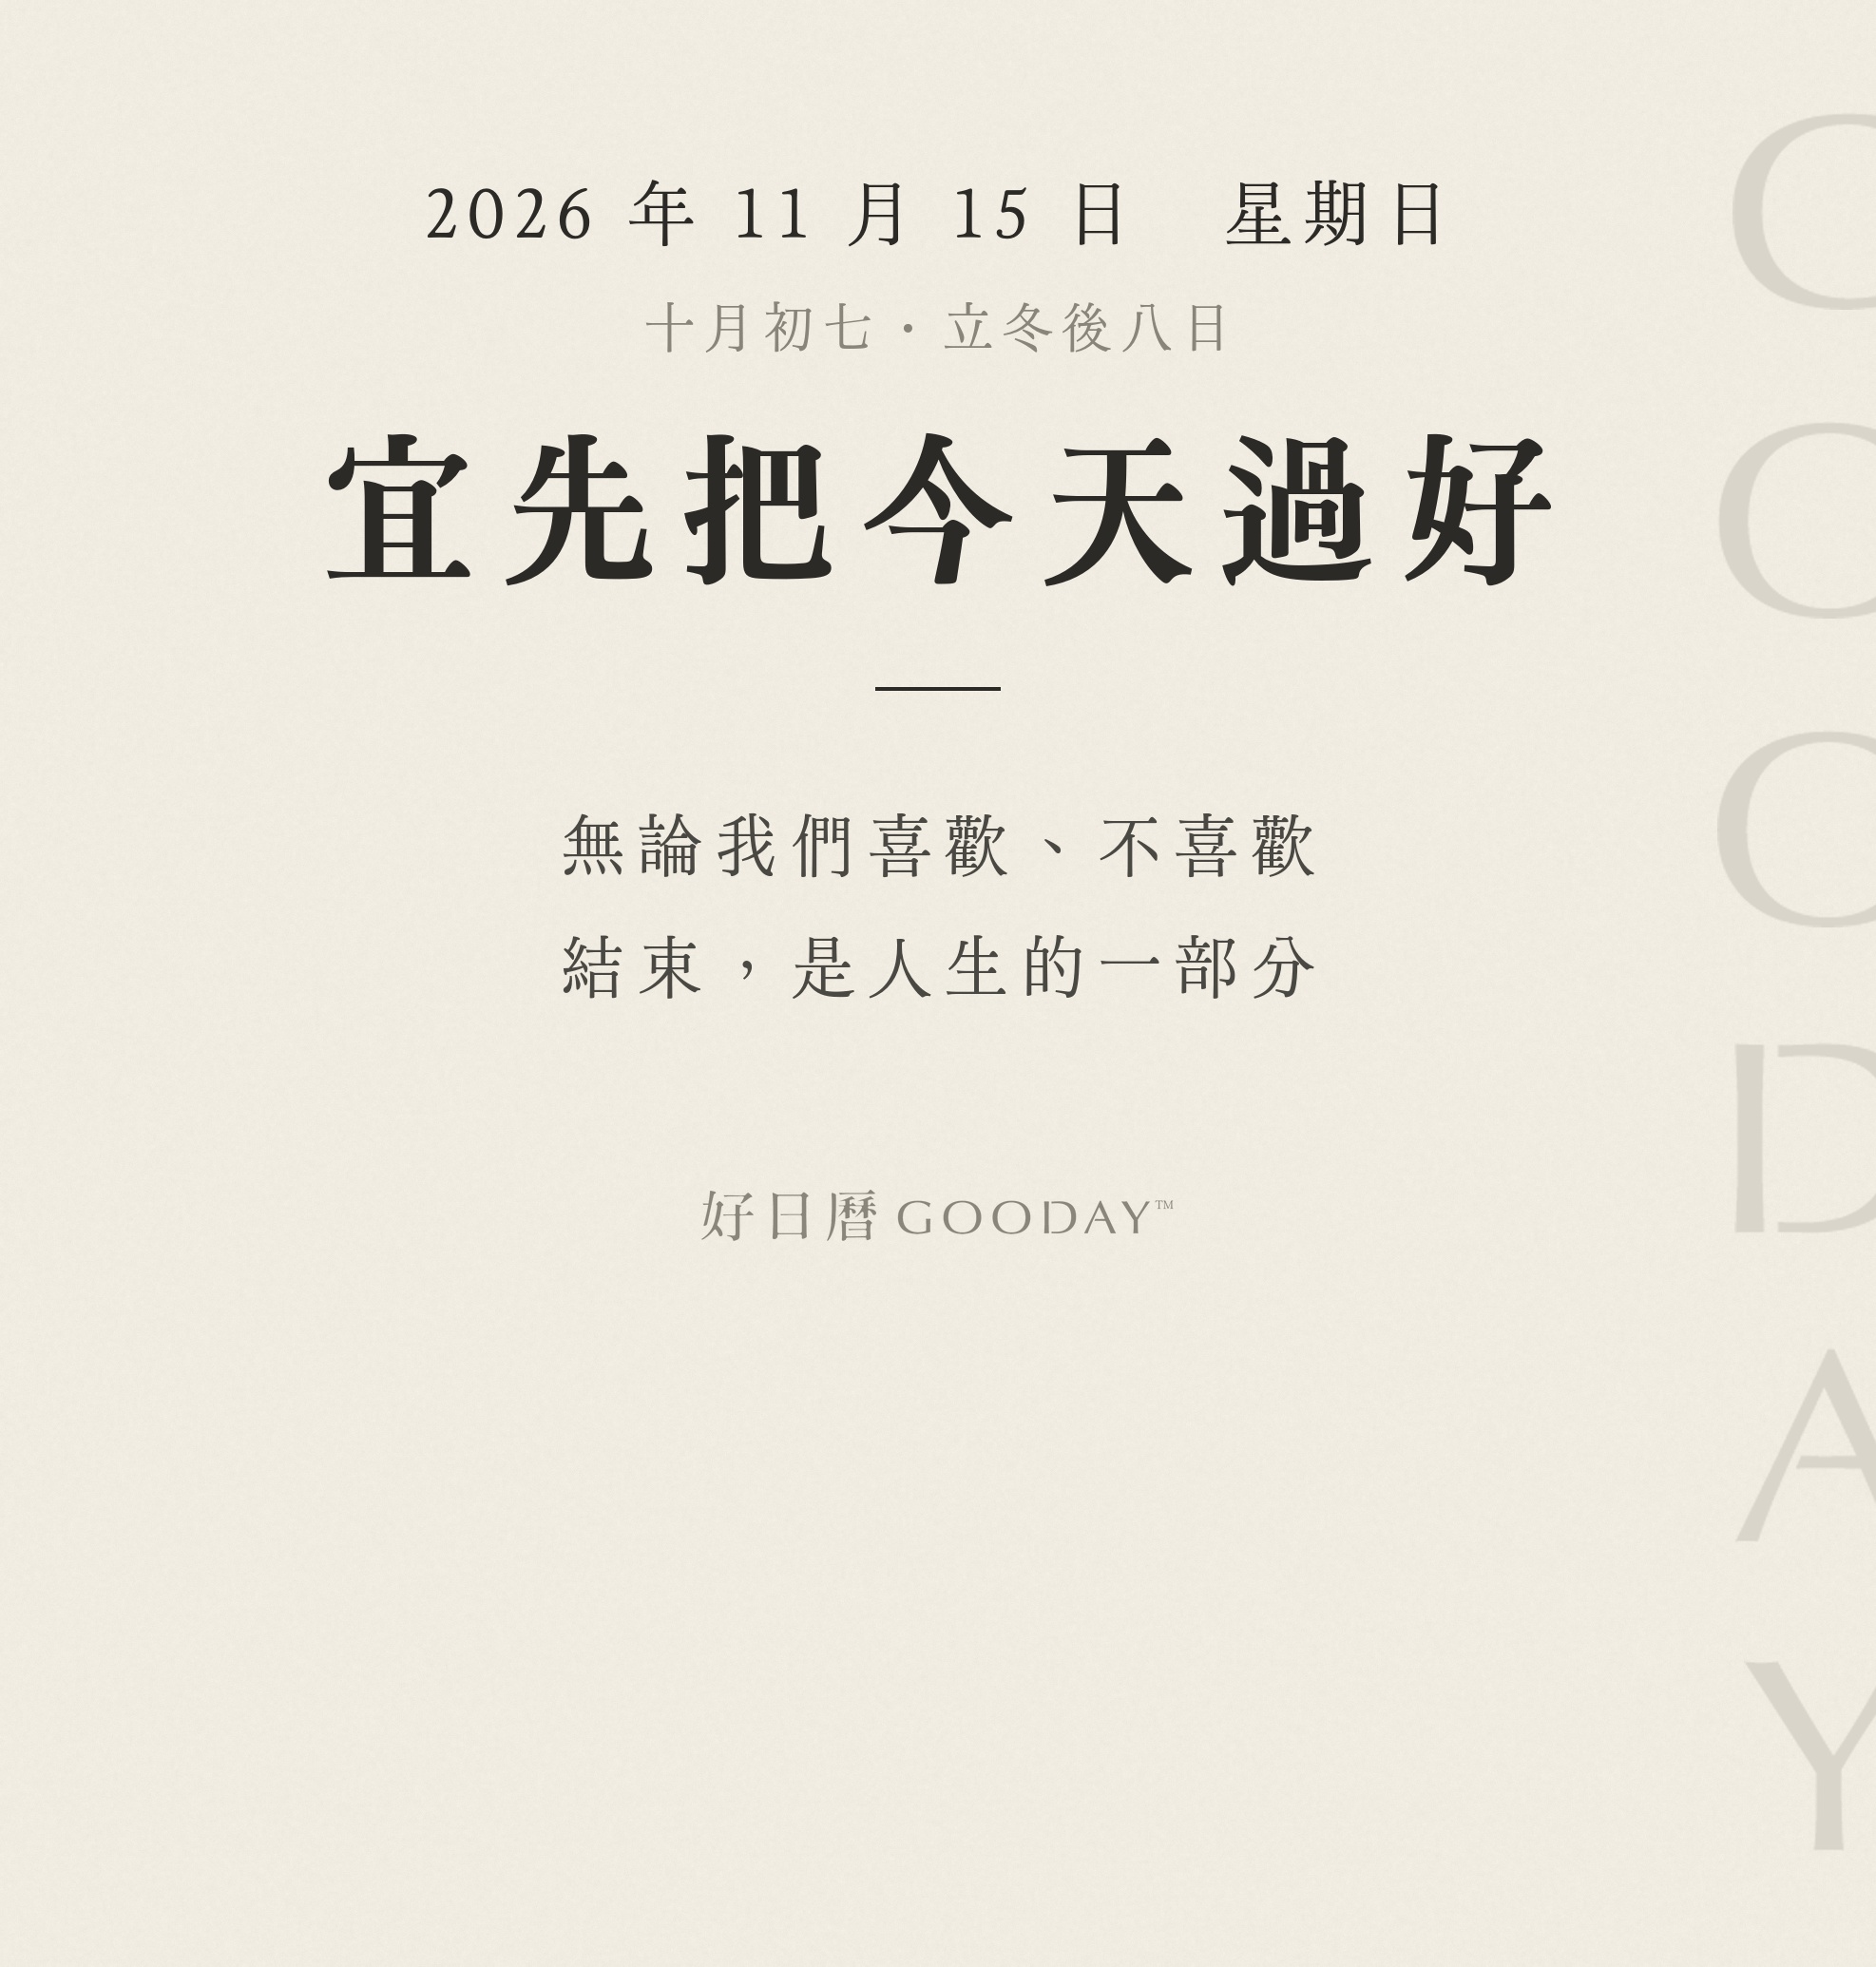 2026 年 11 月 15 日　星期日
十月初七・立冬後八日
宜先把今天過好
無論我們喜歡、不喜歡
結束，是人生的一部分
好日曆 GOODAY™
GOODAY